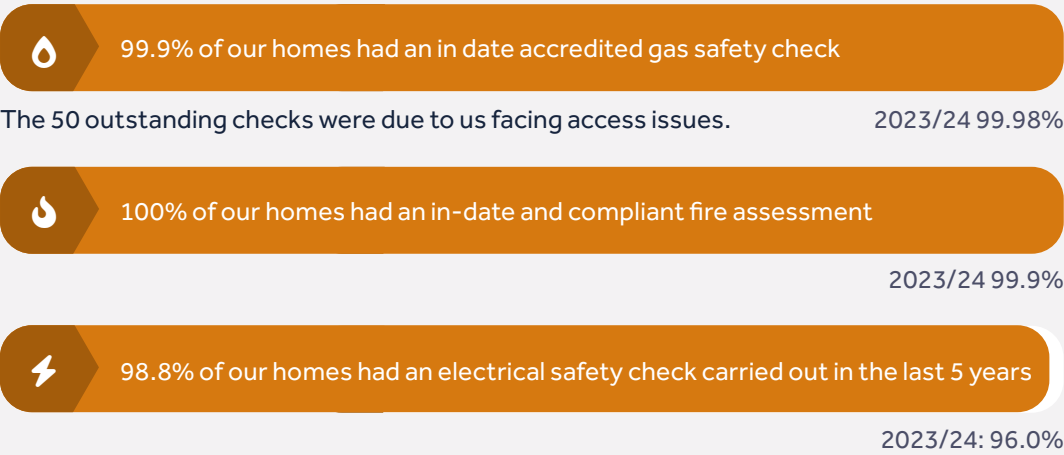 99.9% of our homes had an in date accredited gas safety check
The 50 outstanding checks were due to us facing access issues. 2023/24 99.98%
100% of our homes had an in-date and compliant fire assessment
2023/24 99.9%
98.8% of our homes had an electrical safety check carried out in the last 5 years
2023/24: 96.0%